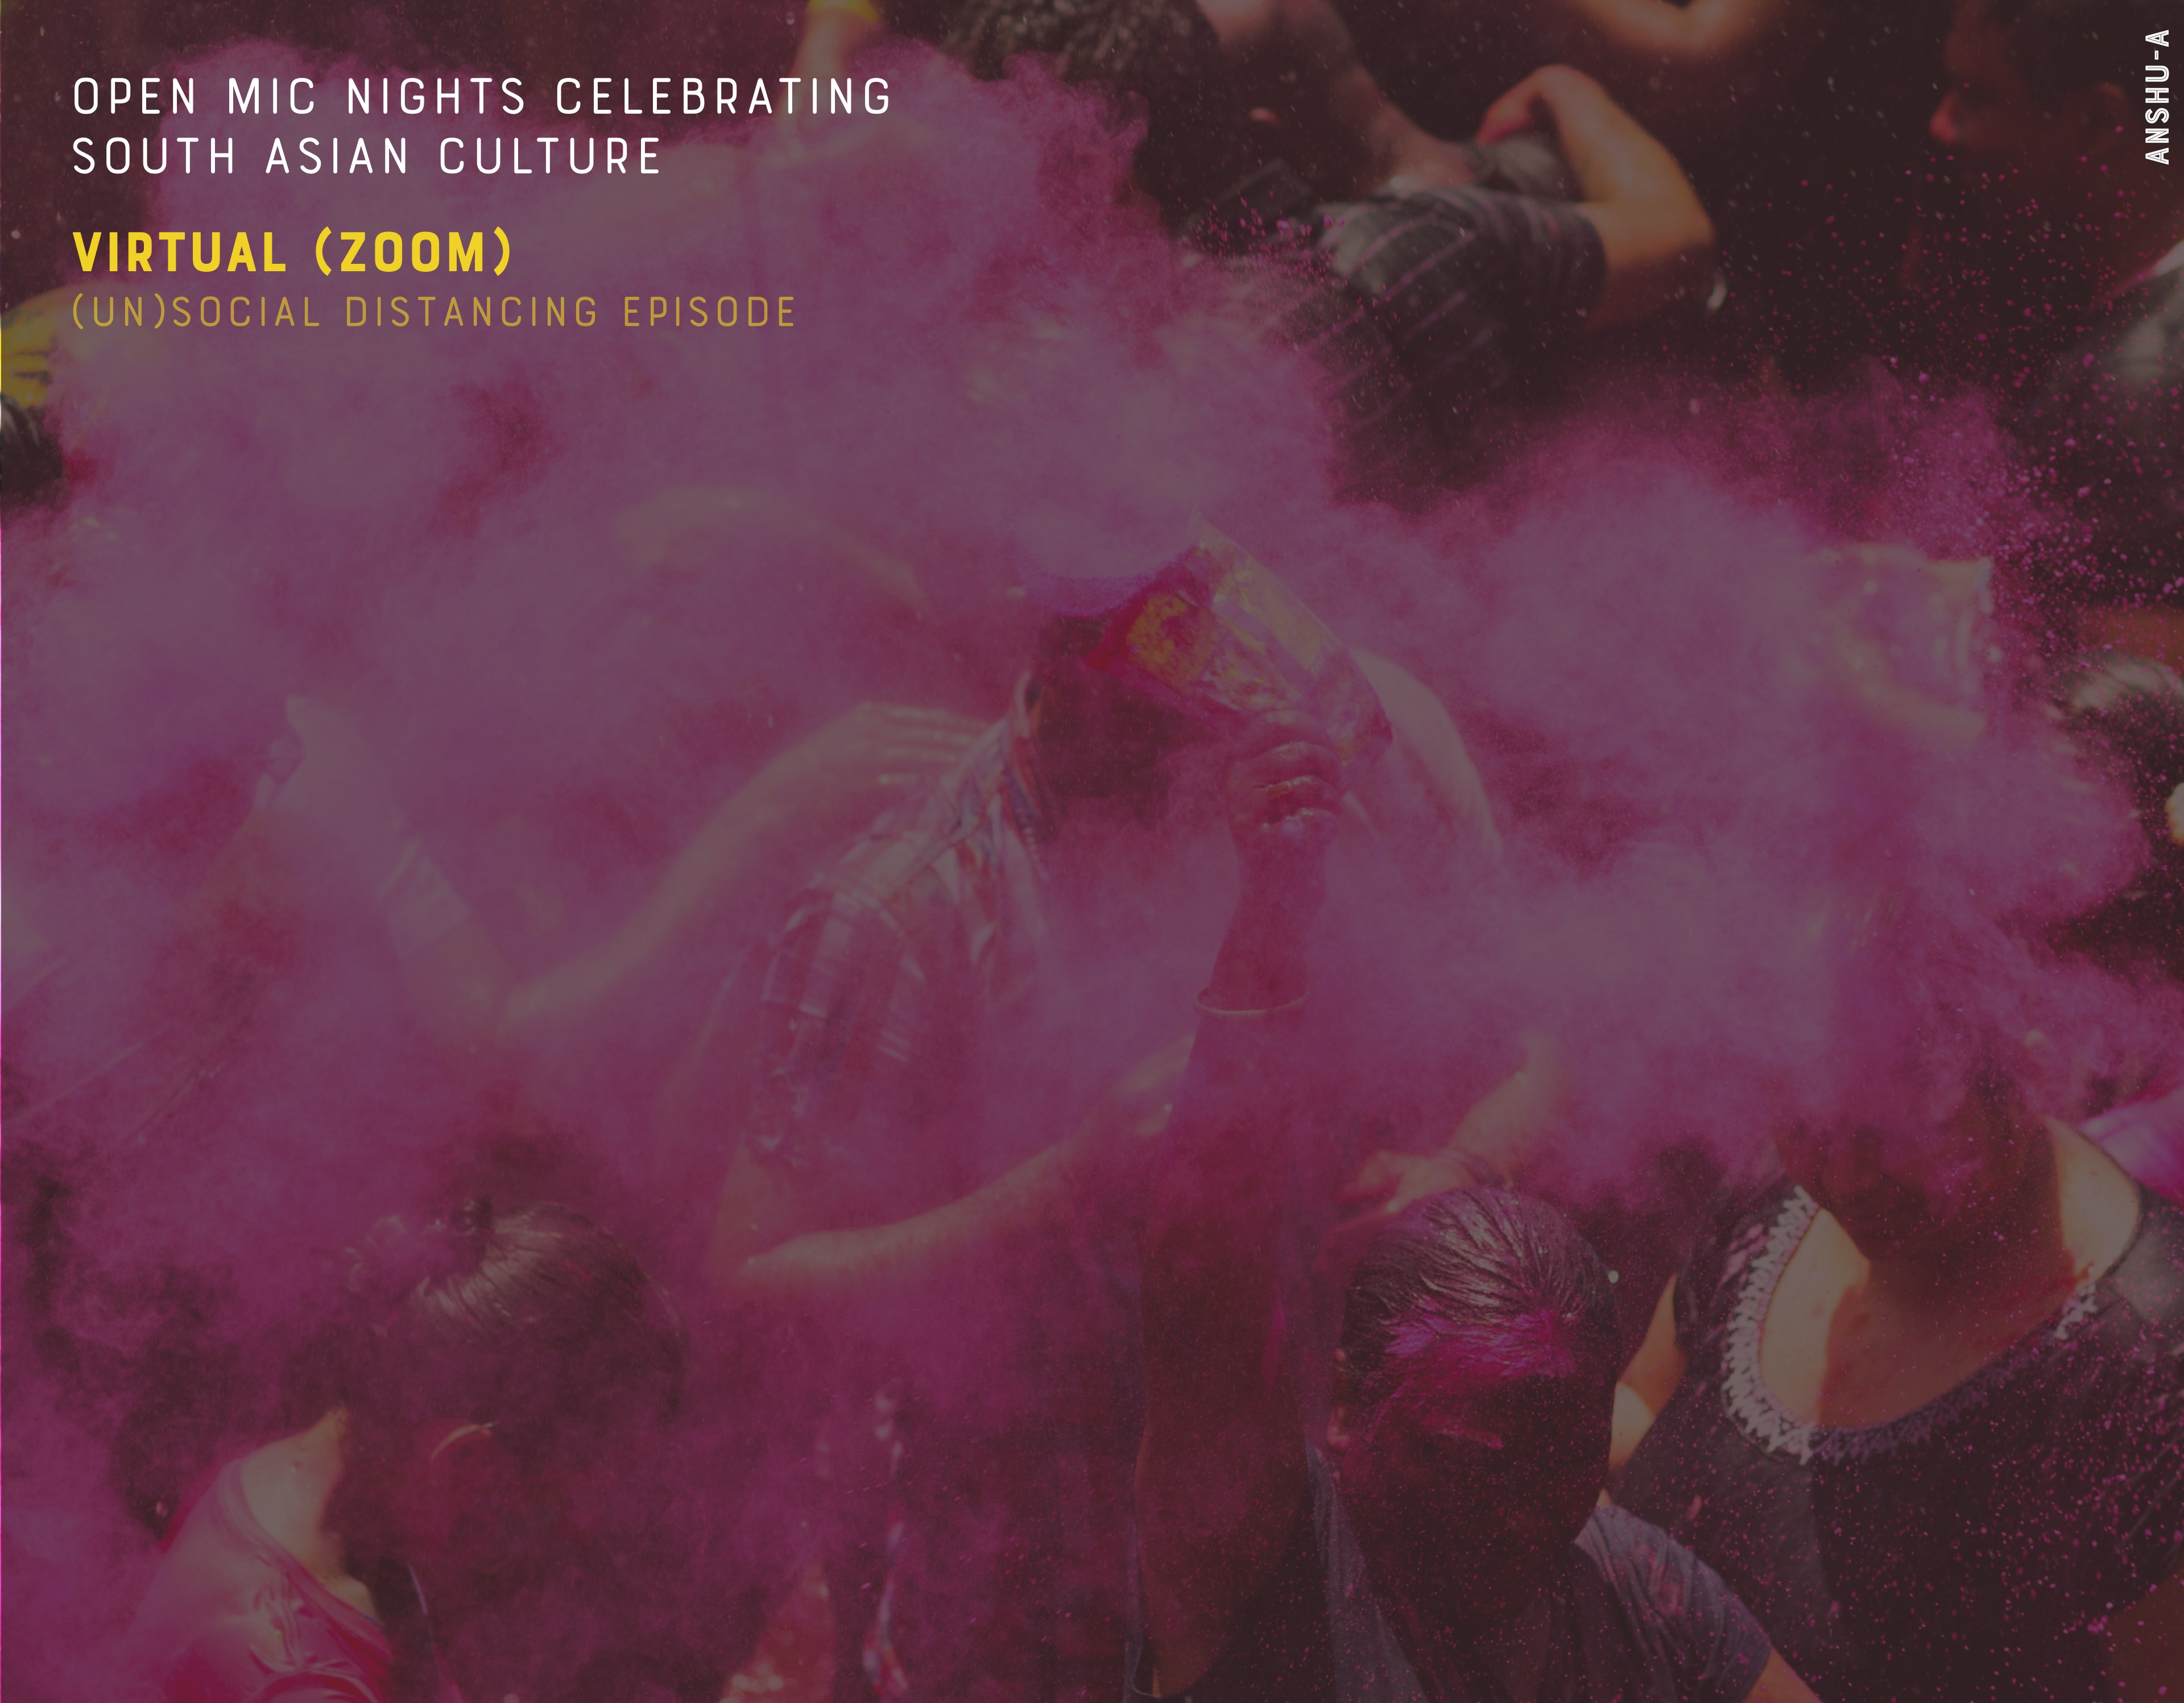 OPEN MIC NIGHTS CELEBRATING
SOUTH ASIAN CULTURE
VIRTUAL (ZOOM)
(UN)SOCIAL DISTANCING EPISODE
ANSHU-A